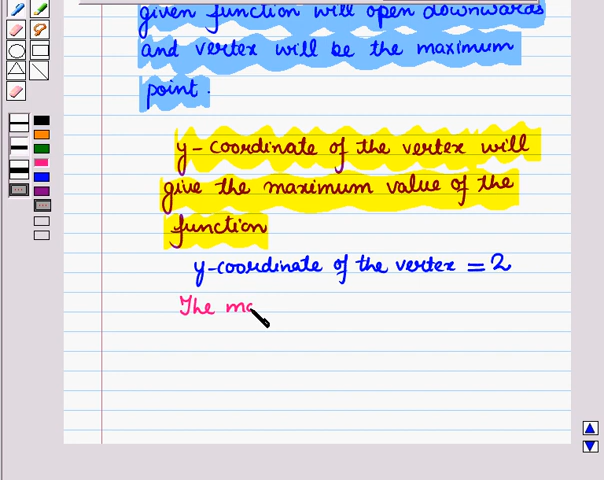 given function will open downwards
and vertex will be the maximum
point.
y-coordinate of the vertex will
give the maximum value of the
function
y-coordinate of the vertex = 2
The ma